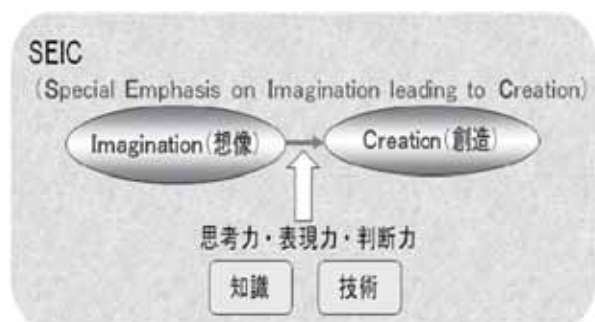 SEIC
(Special Emphasis on Imagination leading to Creation)
Imagination(想像) Creation(創造)
思考力・表現力・判断力
知識 技術